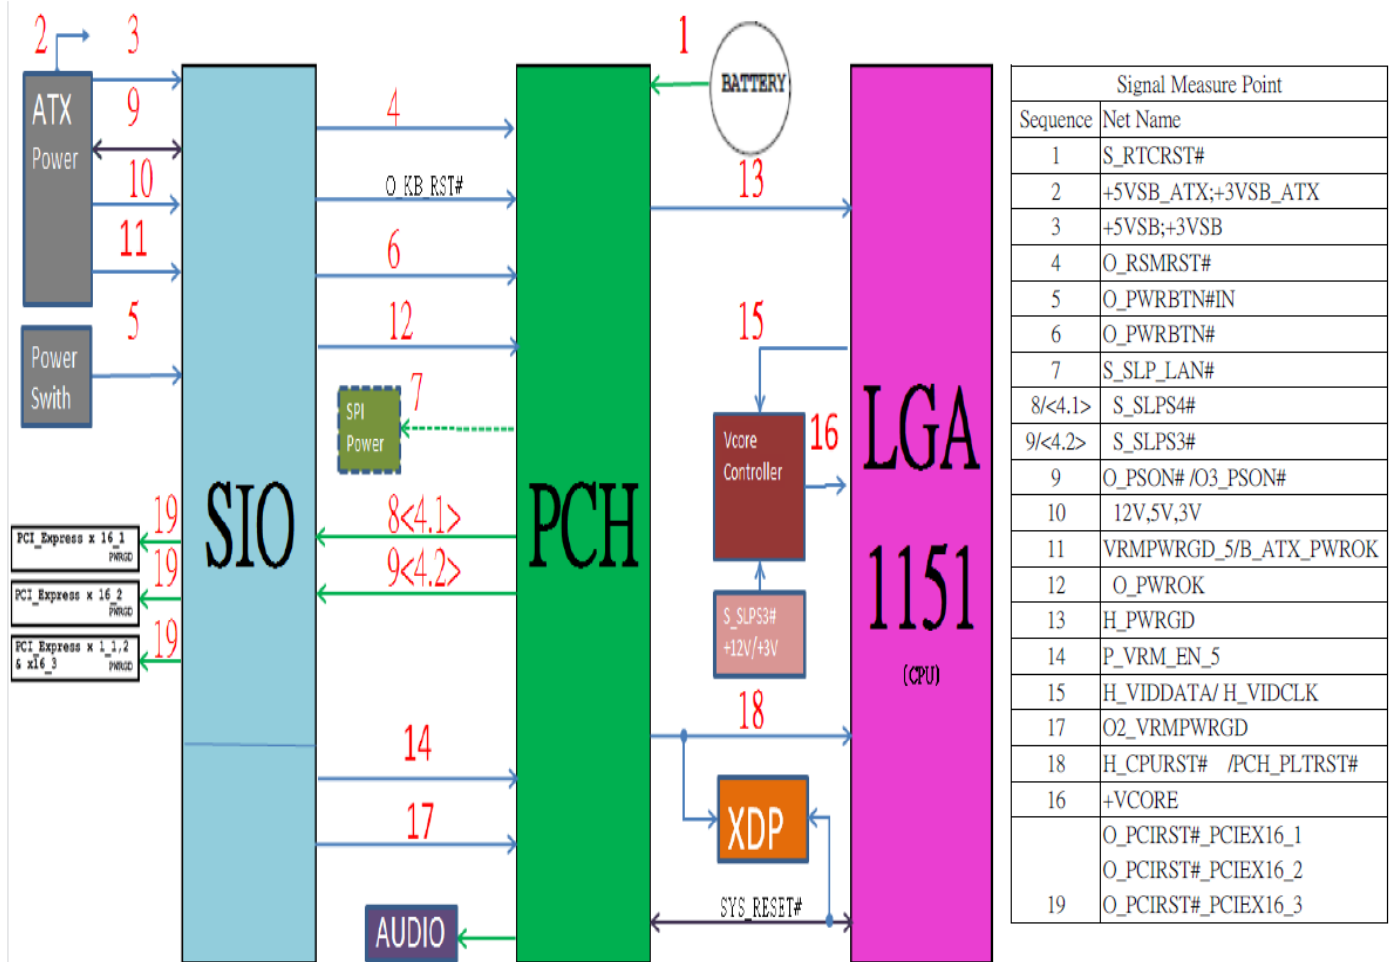 2
3
1
ATX
Power
9
10
11
5
Power
Swith
SIO
4
O_KB_RST#
6
12
SPI
Power
7
8<4.1>
9<4.2>
14
17
AUDIO
PCH
BATTERY
13
15
Vcore
Controller
16
S_SLPS3#
+12V/+3V
18
XDP
SYS_RESET#
LGA
1151
(CPU)
19
PCI_Express x 16_1
PWRGD
19
PCI_Express x 16_2
PWRGD
19
PCI_Express x 1_1,2
& x16_3 PWRGD
Signal Measure Point
Sequence Net Name
1 S_RTCRST#
2 +5VSB_ATX;+3VSB_ATX
3 +5VSB;+3VSB
4 O_RSMRST#
5 O_PWRBTN#IN
6 O_PWRBTN#
7 S_SLP_LAN#
8/<4.1> S_SLPS4#
9/<4.2> S_SLPS3#
9 O_PSON# /O3_PSON#
10 12V,5V,3V
11 VRMPWRGD_5/B_ATX_PWROK
12 O_PWROK
13 H_PWRGD
14 P_VRM_EN_5
15 H_VIDDATA/ H_VIDCLK
17 O2_VRMPWRGD
18 H_CPURST# /PCH_PLTRST#
16 +VCORE
O_PCIRST#_PCIEX16_1
O_PCIRST#_PCIEX16_2
19 O_PCIRST#_PCIEX16_3